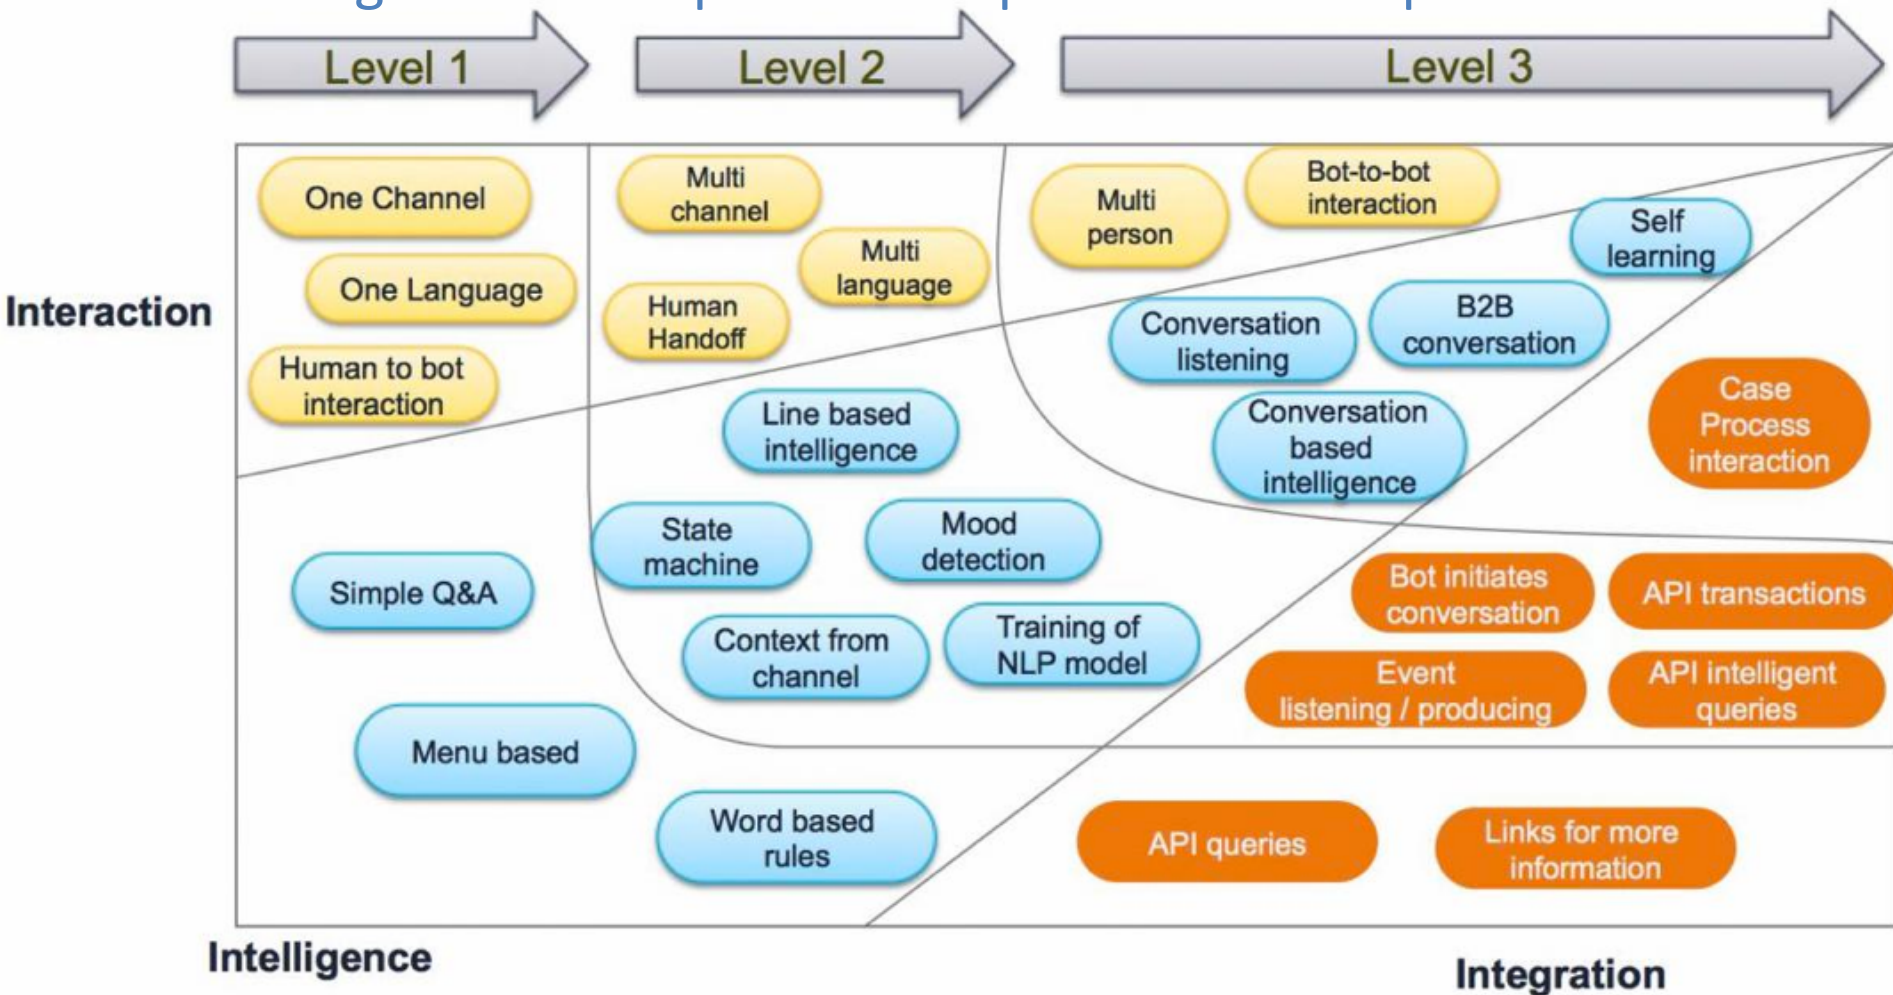 Level 1
Level 2
Level 3
Interaction
One Channel
One Language
Human to bot
interaction
Multi
channel
Multi
language
Human
Handoff
Multi
person
Bot-to-bot
interaction
Self
learning
Conversation
listening
B2B
conversation
Conversation
based
intelligence
Case
Process
interaction
Line based
intelligence
State
machine
Mood
detection
Context from
channel
Training of
NLP model
Simple Q&A
Menu based
Word based
rules
Bot initiates
conversation
API transactions
Event
listening / producing
API intelligent
queries
API queries
Links for more
information
Intelligence
Integration